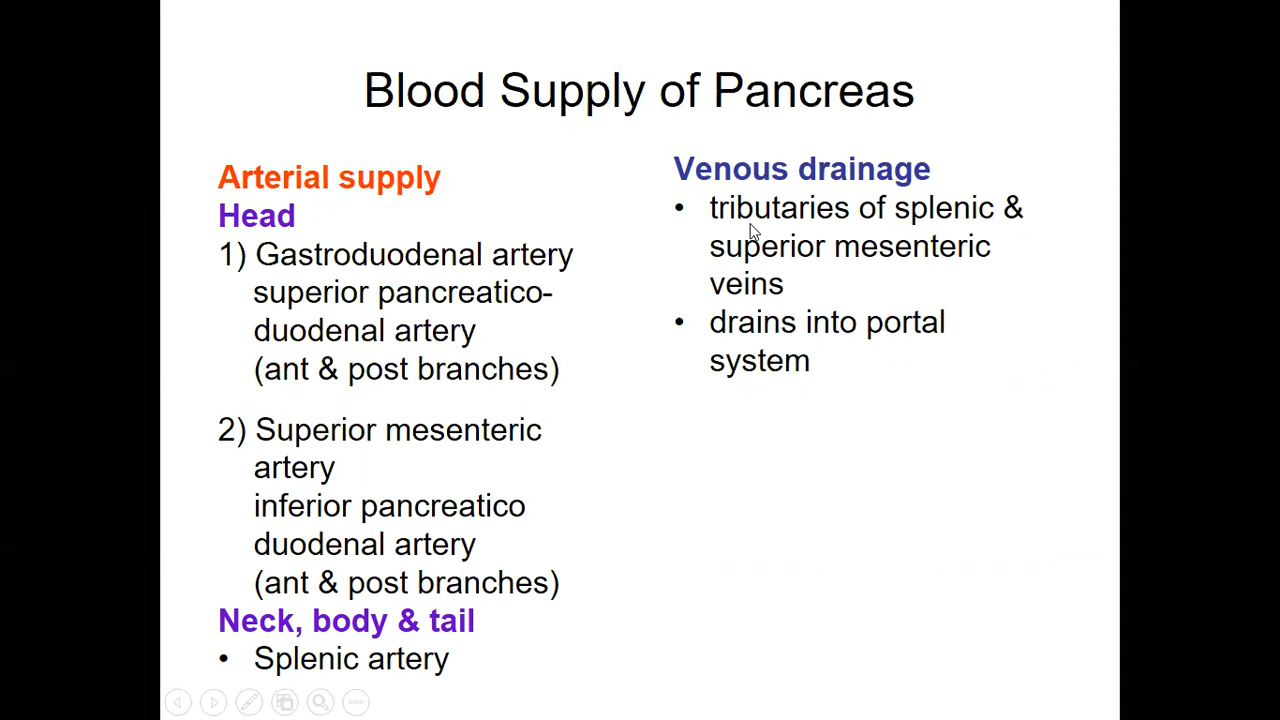 Blood Supply of Pancreas
Arterial supply
Head
1) Gastroduodenal artery
superior pancreatico-
duodenal artery
(ant & post branches)
2) Superior mesenteric
artery
inferior pancreatico
duodenal artery
(ant & post branches)
Neck, body & tail
• Splenic artery
Venous drainage
• tributaries of splenic &
superior mesenteric
veins
• drains into portal
system